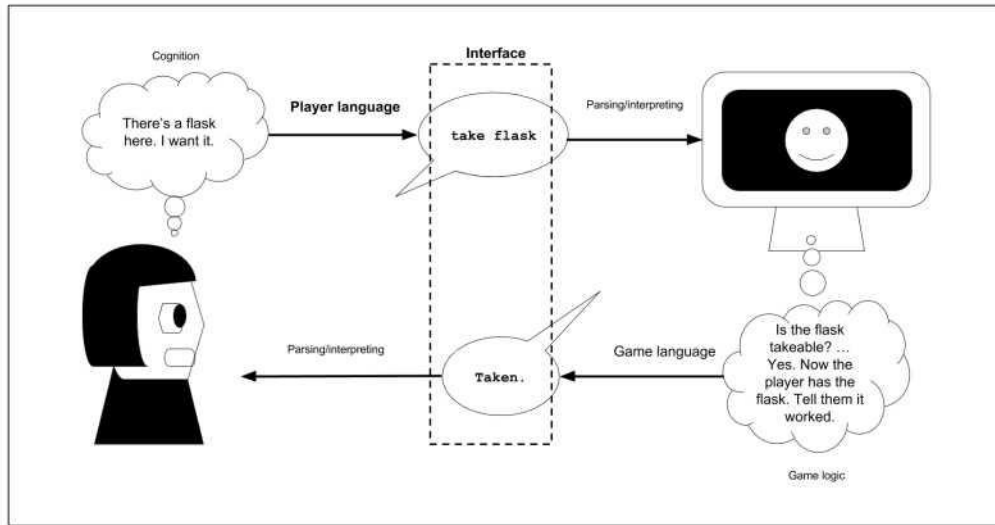 Cognition
There's a flask
here. I want it.
Player language
Interface
take flask
Parsing/interpreting
Is the flask
takeable? ...
Yes. Now the
player has the
flask. Tell them it
worked.
Game logic
Game language
Taken.
Parsing/interpreting